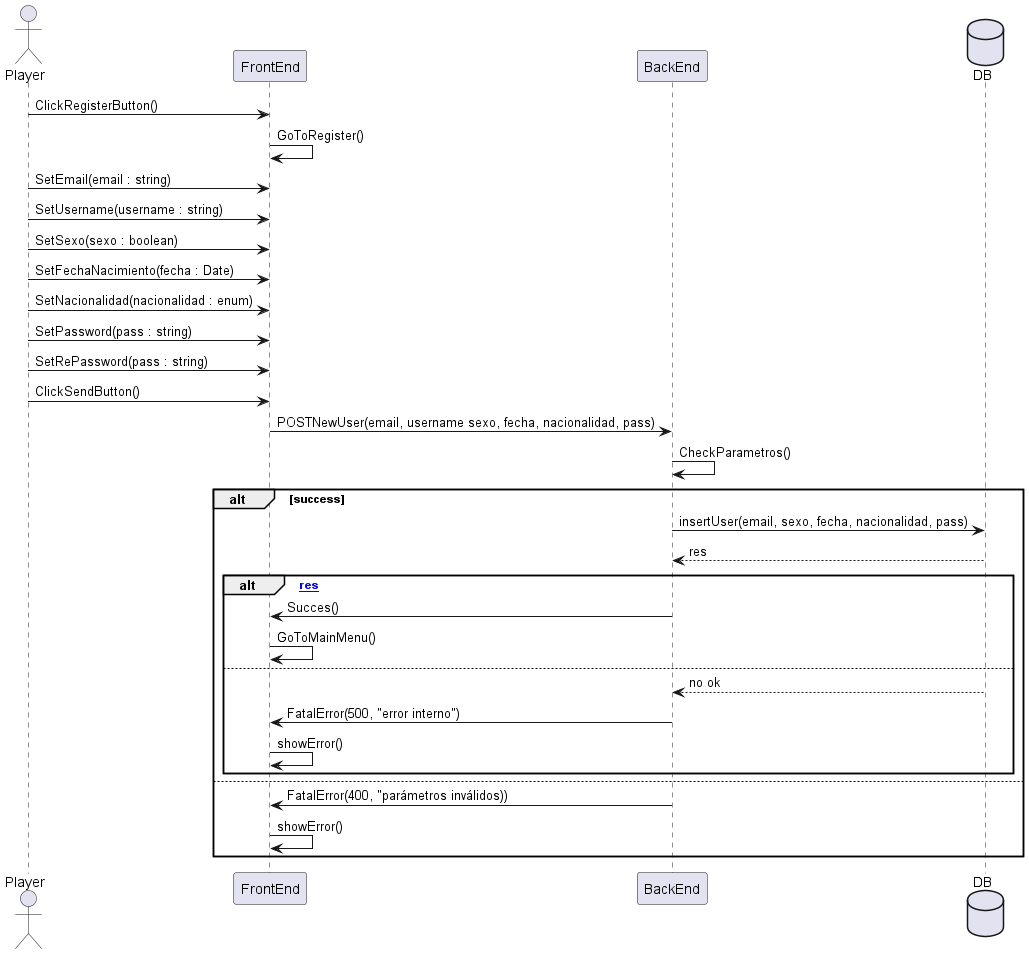 Player
FrontEnd
BackEnd
DB
ClickRegisterButton()
GoToRegister()
SetEmail(email : string)
SetUsername(username : string)
SetSexo(sexo : boolean)
SetFechaNacimiento(fecha : Date)
SetNacionalidad(nacionalidad : enum)
SetPassword(pass : string)
SetRePassword(pass : string)
ClickSendButton()
POSTNewUser(email, username sexo, fecha, nacionalidad, pass)
CheckParametros()
alt [success]
insertUser(email, sexo, fecha, nacionalidad, pass)
res
alt res
Succes()
GoToMainMenu()
no ok
FatalError(500, "error interno")
showError()
FatalError(400, "parámetros inválidos))
showError()
Player
FrontEnd
BackEnd
DB